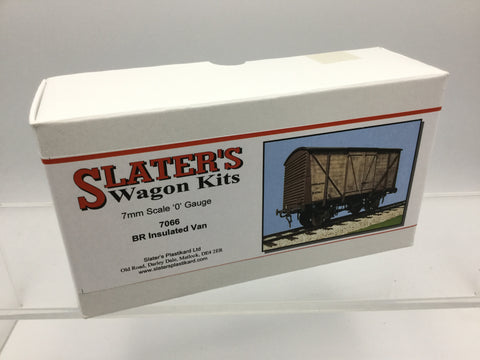 SLATER'S
Wagon Kits
7mm Scale 'O' Gauge
7066
BR Insulated Van
Slater's Plastikard Ltd
Old Road, Darley Dale, Matlock, DE4 2ER
www.slatersplastikard.com